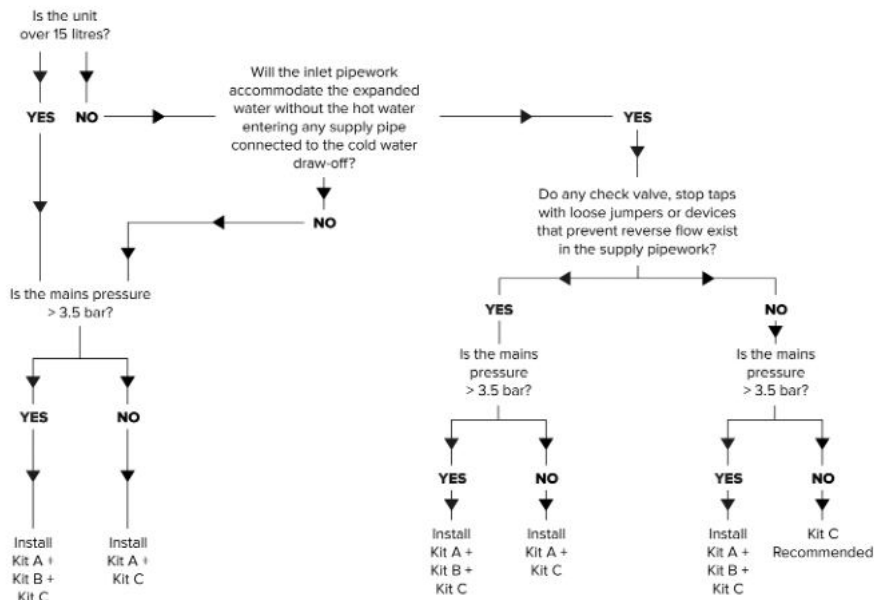 Is the unit
over 15 litres?
YES
NO
Will the inlet pipework
accommodate the expanded
water without the hot water
entering any supply pipe
connected to the cold water
draw-off?
YES
NO
Do any check valve, stop taps
with loose jumpers or devices
that prevent reverse flow exist
in the supply pipework?
Is the mains pressure
> 3.5 bar?
YES
NO
Is the mains
pressure
> 3.5 bar?
Is the mains
pressure
> 3.5 bar?
YES
NO
YES
NO
YES
NO
Install
Kit A +
Kit B +
Kit C
Install
Kit A +
Kit C
Install
Kit A +
Kit B +
Kit C
Install
Kit A +
Kit C
Install
Kit A +
Kit B +
Kit C
Kit C
Recommended